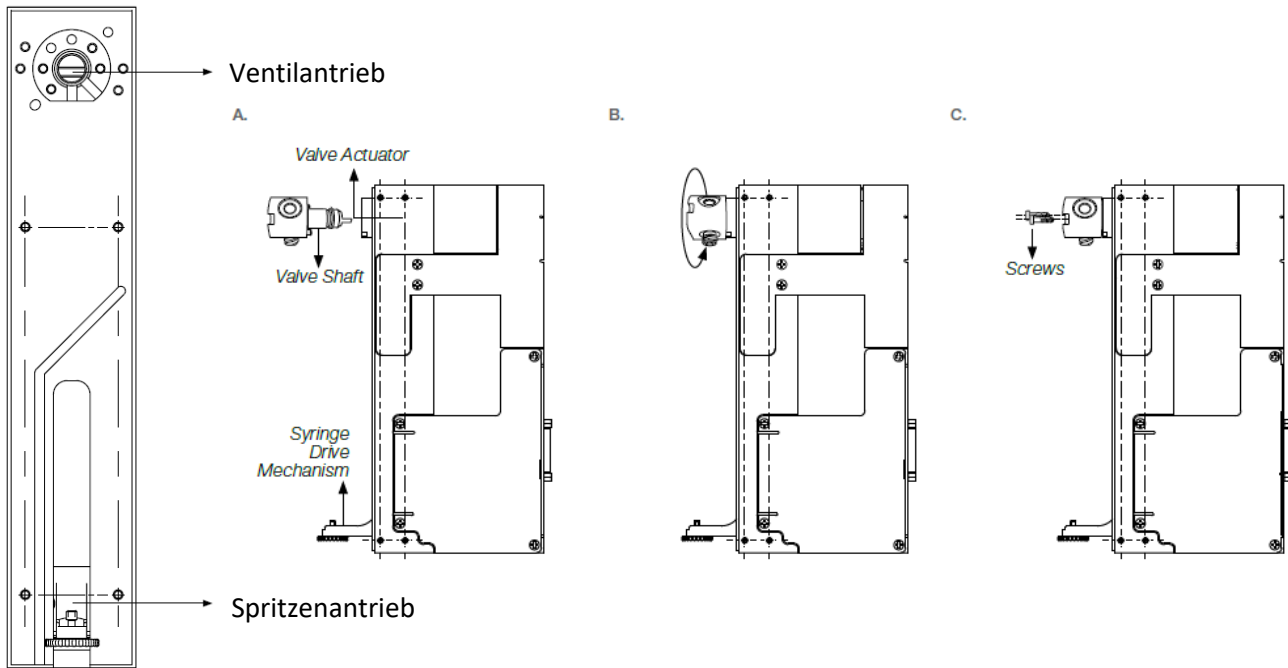 Ventilantrieb
A.
B.
C.
Valve Actuator
Valve Shaft
Screws
Syringe
Drive
Mechanism
Spritzenantrieb